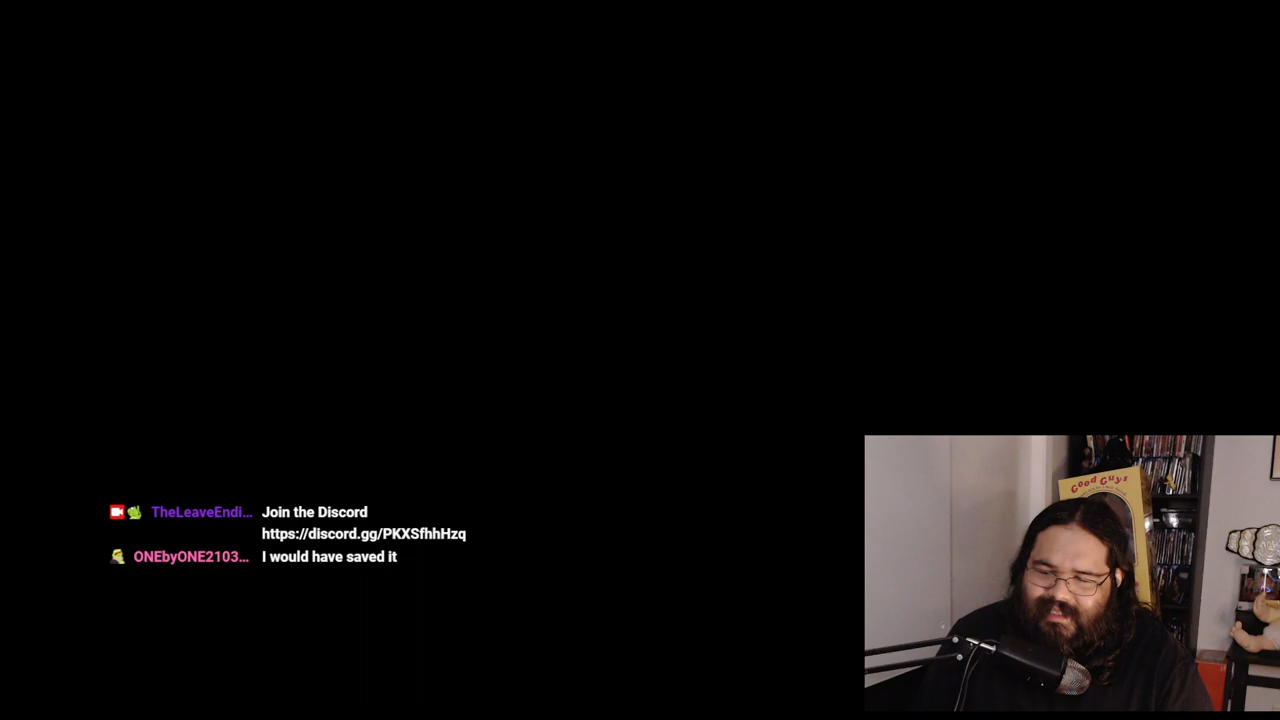 TheLeaveEndi... Join the Discord
https://discord.gg/PKXSfhhHzq
ONEbyONE2103... I would have saved it
Good Guys